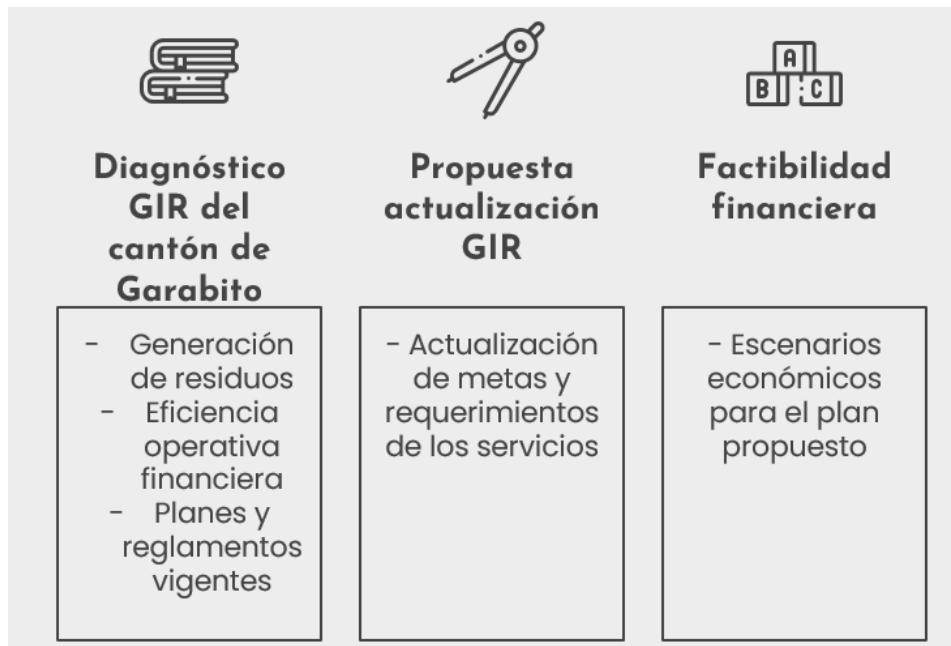 A
B C
Diagnóstico
GIR del
cantón de
Garabito
- Generación
de residuos
- Eficiencia
operativa
financiera
- Planes y
reglamentos
vigentes
Propuesta
actualización
GIR
- Actualización
de metas y
requerimientos
de los servicios
Factibilidad
financiera
- Escenarios
económicos
para el plan
propuesto